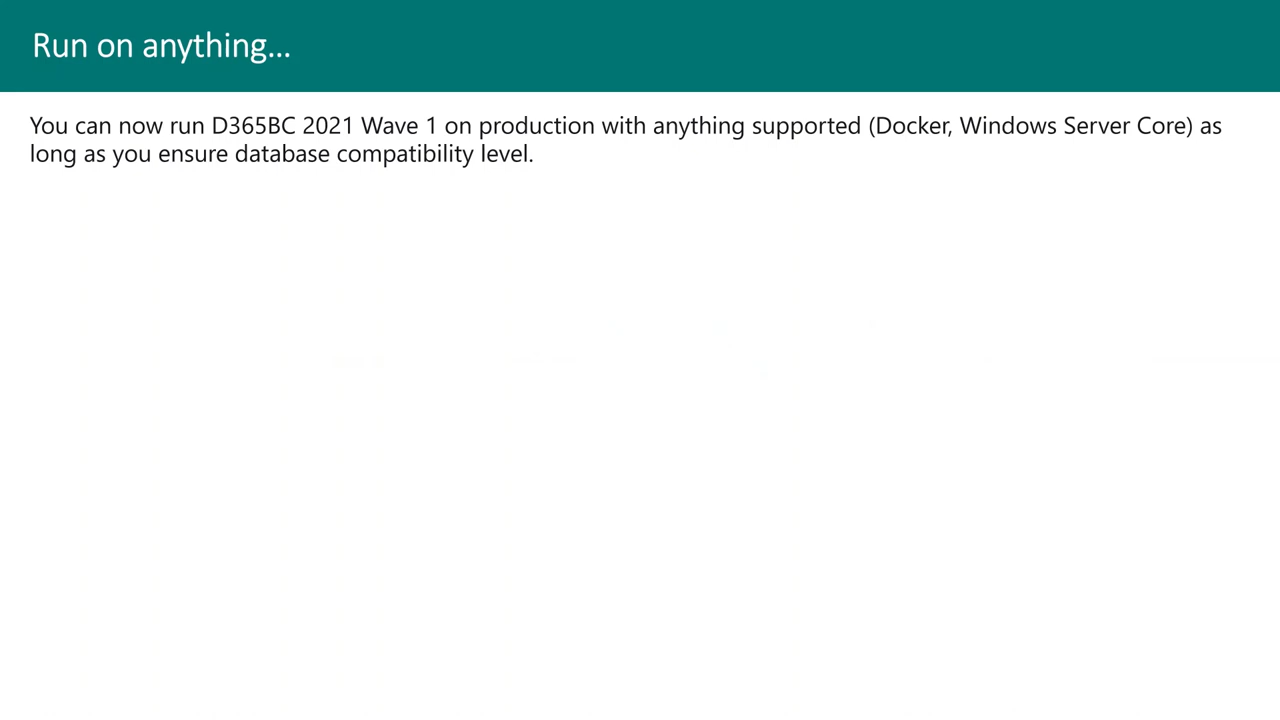 Run on anything...
You can now run D365BC 2021 Wave 1 on production with anything supported (Docker, Windows Server Core) as
long as you ensure database compatibility level.